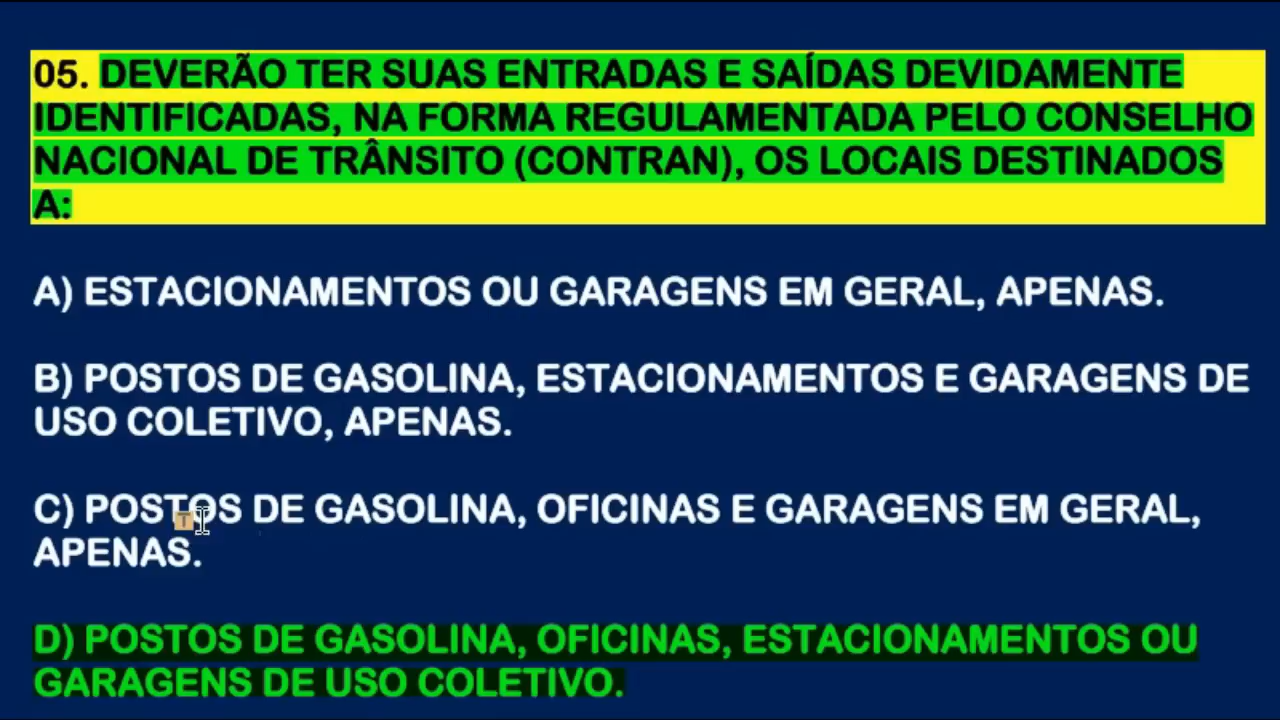 05. DEVERÃO TER SUAS ENTRADAS E SAÍDAS DEVIDAMENTE
IDENTIFICADAS, NA FORMA REGULAMENTADA PELO CONSELHO
NACIONAL DE TRÂNSITO (CONTRAN), OS LOCAIS DESTINADOS
A:
A) ESTACIONAMENTOS OU GARAGENS EM GERAL, APENAS.
B) POSTOS DE GASOLINA, ESTACIONAMENTOS E GARAGENS DE
USO COLETIVO, APENAS.
C) POSTOS DE GASOLINA, OFICINAS E GARAGENS EM GERAL,
APENAS.
D) POSTOS DE GASOLINA, OFICINAS, ESTACIONAMENTOS OU
GARAGENS DE USO COLETIVO.